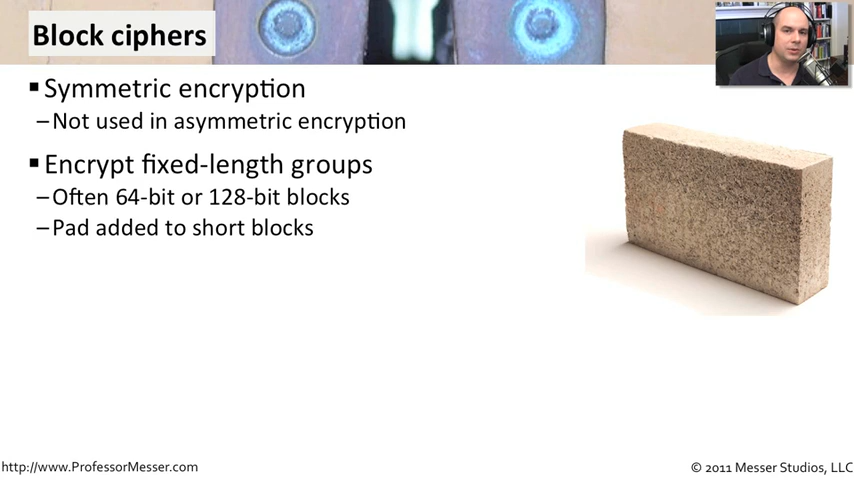 Block ciphers
▪Symmetric encryption
–Not used in asymmetric encryption
▪Encrypt fixed-length groups
–Often 64-bit or 128-bit blocks
–Pad added to short blocks
http://www.ProfessorMesser.com
© 2011 Messer Studios, LLC